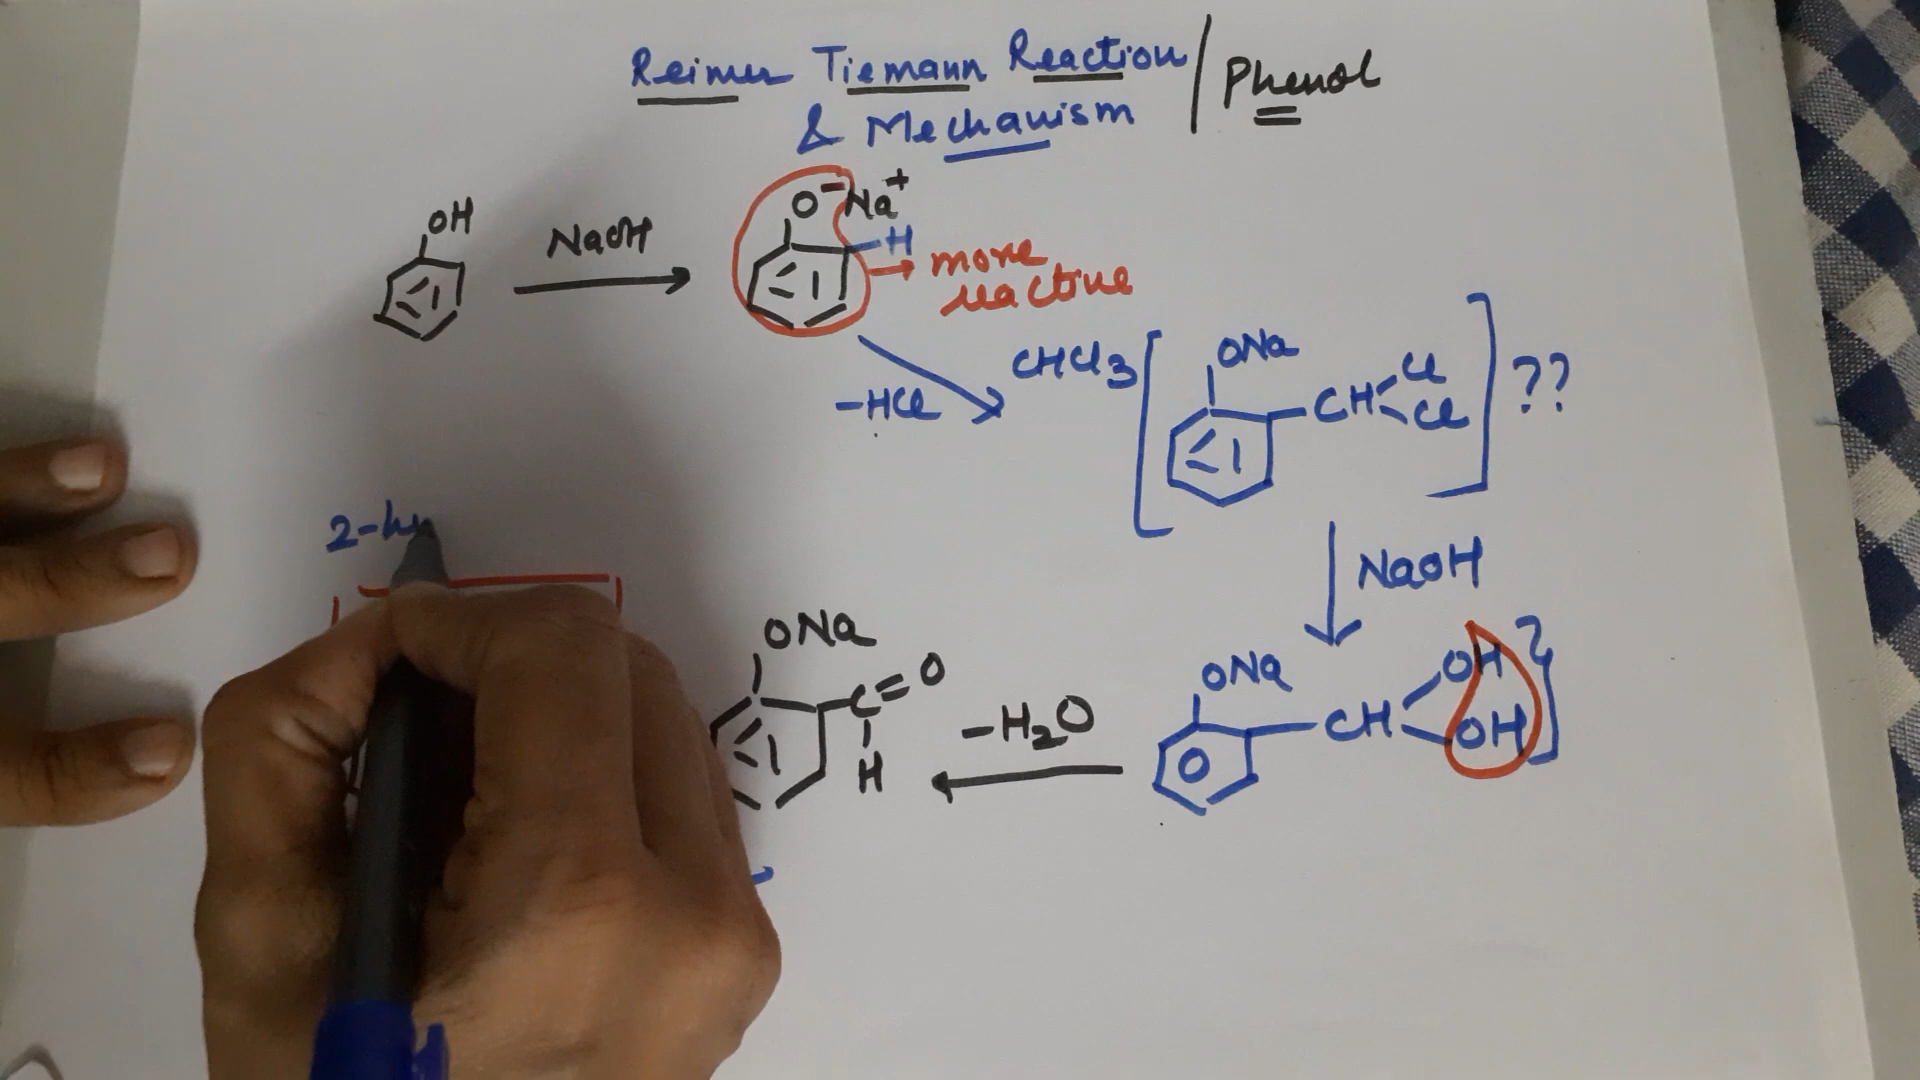 Reimer Tiemann Reaction / Phenol
& Mechanism
OH
NaOH
O⁻Na⁺
H
more
reactive
CHCl3
-HCl
ONa
CH
Cl
Cl
??
NaOH
ONa
CH
OH
OH
?
-H₂O
ONa
C=O
H
2-hy